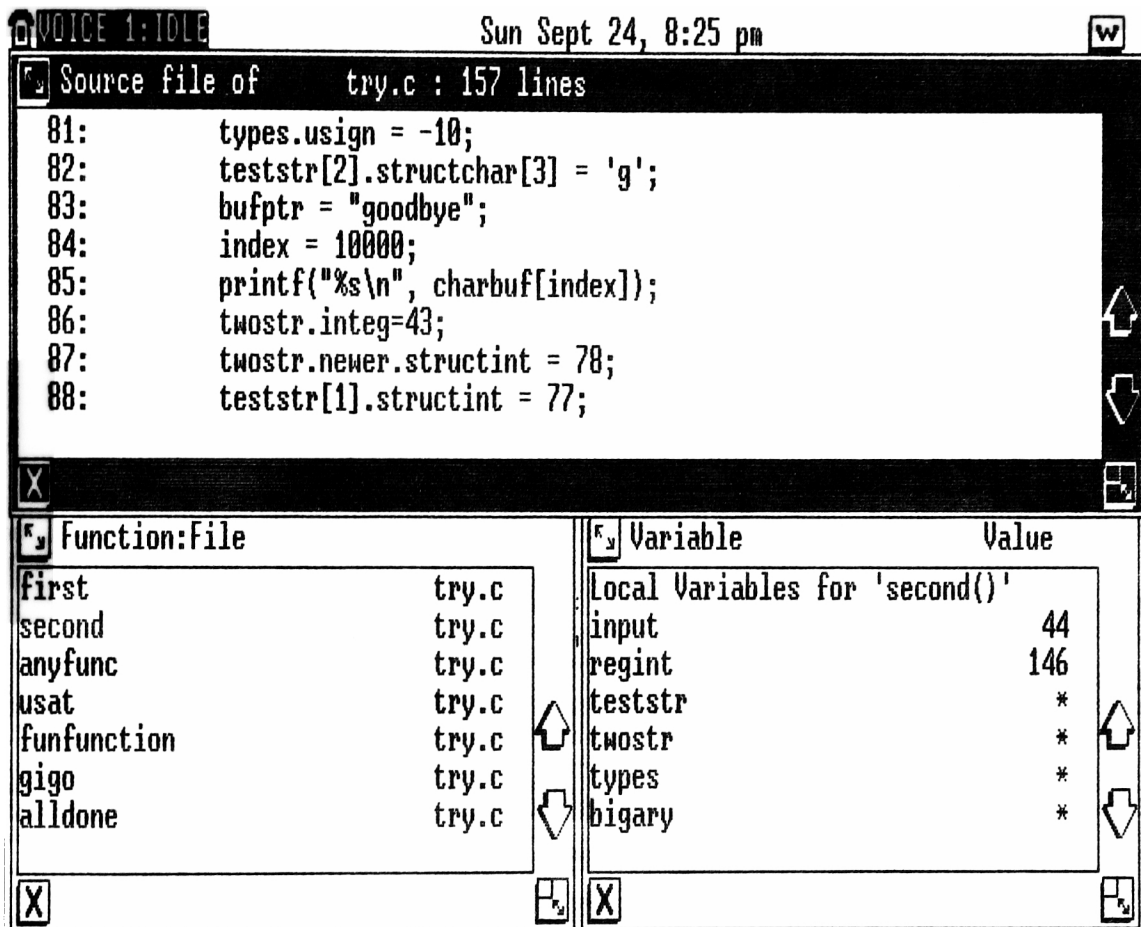 VOICE 1:IDLE Sun Sept 24, 8:25 pm W
Source file of try.c : 157 lines
81: types.usign = -10;
82: teststr[2].structchar[3] = 'g';
83: bufptr = "goodbye";
84: index = 10000;
85: printf("%s\n", charbuf[index]);
86: twostr.integ=43;
87: twostr.newer.structint = 78;
88: teststr[1].structint = 77;
X
Function:File
first try.c
second try.c
anyfunc try.c
usat try.c
funfunction try.c
gigo try.c
alldone try.c
X
Variable Value
Local Variables for 'second()'
input 44
regint 146
teststr *
twostr *
types *
bigary *
X